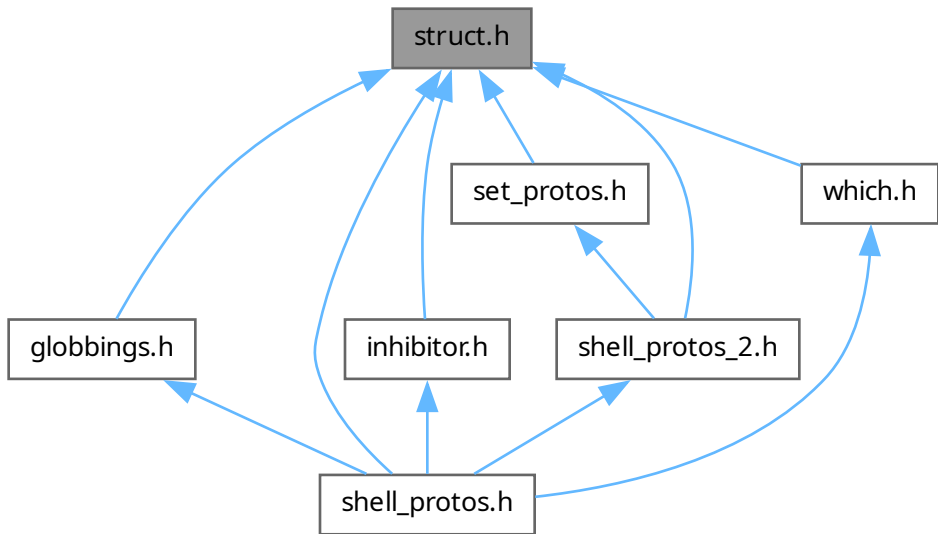 struct.h
set_protos.h
which.h
globbings.h
inhibitor.h
shell_protos_2.h
shell_protos.h